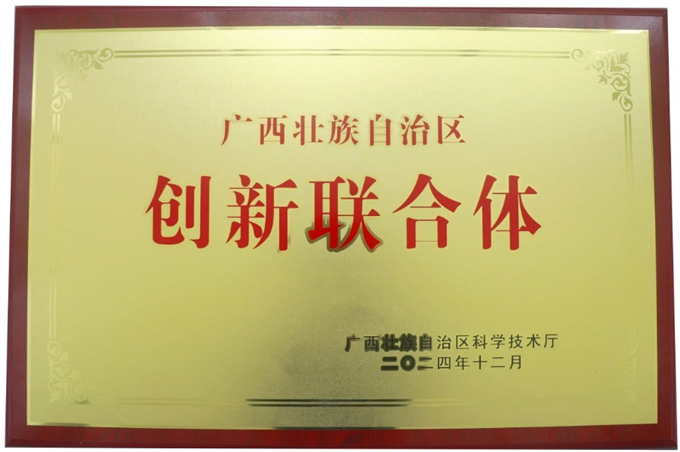 广西壮族自治区
创新联合体
广西壮族自治区科学技术厅
二〇二四年十二月